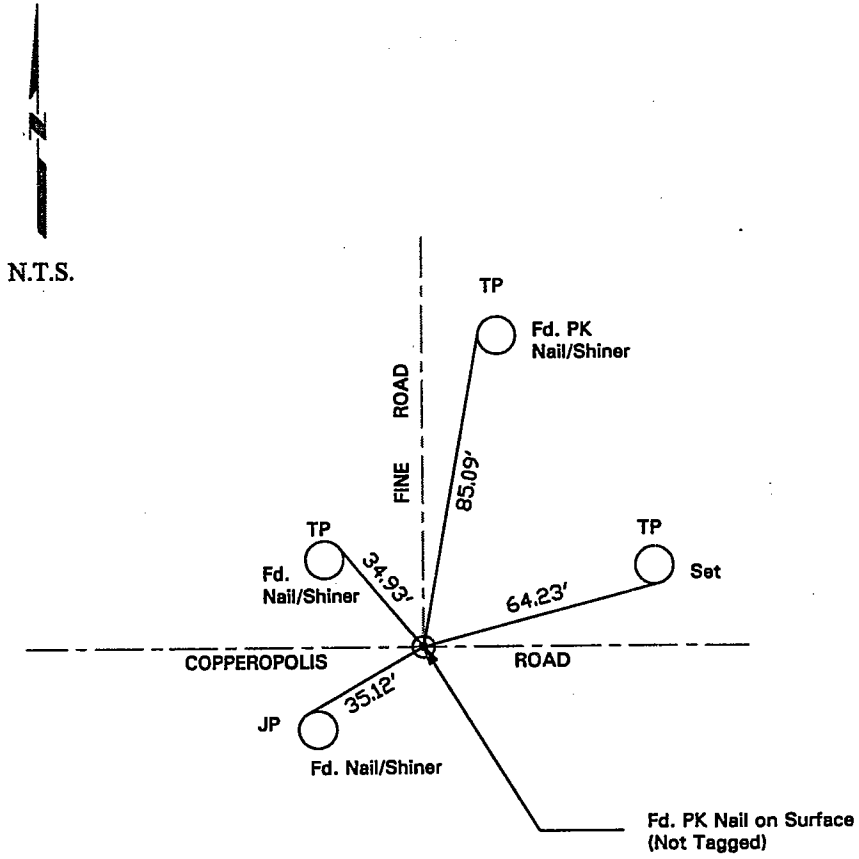 N
N.T.S.
TP
Fd. PK
Nail/Shiner
FINE ROAD
85.09'
TP
Fd.
Nail/Shiner
34.93'
TP
Set
64.23'
COPPEROPOLIS ROAD
35.12'
JP
Fd. Nail/Shiner
Fd. PK Nail on Surface
(Not Tagged)